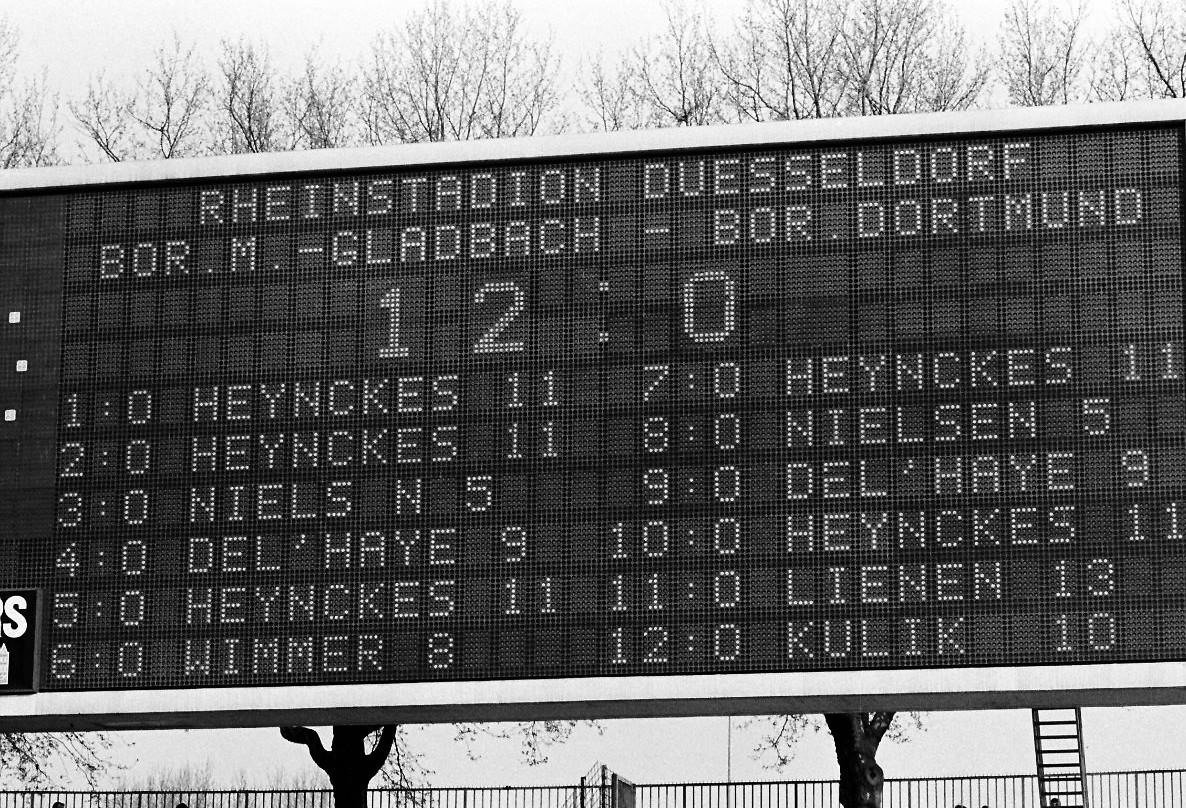 RHEINSTADION DUESSELDORF
BOR.M.-GLADBACH - BOR.DORTMUND
12:0
1:0 HEYNCKES 11 7:0 HEYNCKES 11
2:0 HEYNCKES 11 8:0 NIELSEN 5
3:0 NIELS N 5 9:0 DEL'HAYE 9
4:0 DEL'HAYE 9 10:0 HEYNCKES 11
5:0 HEYNCKES 11 11:0 LIENEN 13
6:0 WIMMER 8 12:0 KULIK 10
RS